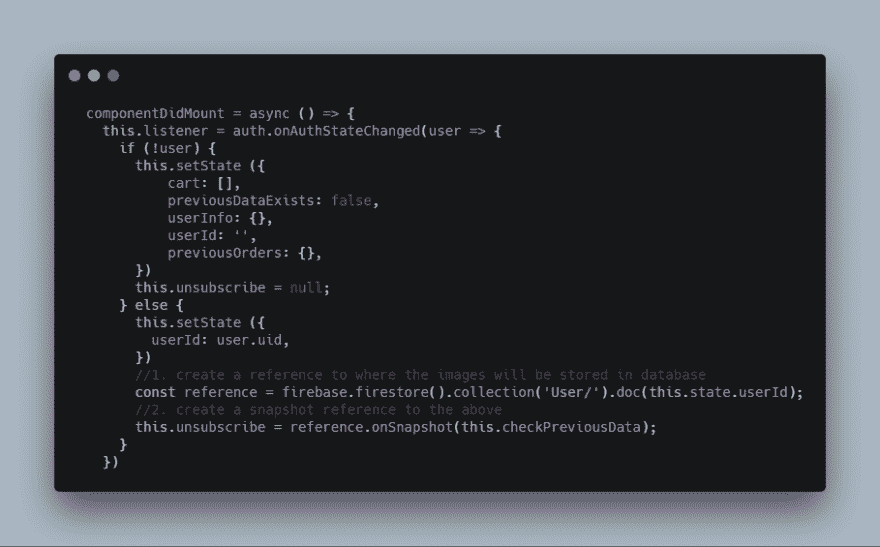 componentDidMount = async () => {
this.listener = auth.onAuthStateChanged(user => {
if (!user) {
this.setState ({
cart: [],
previousDataExists: false,
userInfo: {},
userId: '',
previousOrders: {},
})
this.unsubscribe = null;
} else {
this.setState ({
userId: user.uid,
})
//1. create a reference to where the images will be stored in database
const reference = firebase.firestore().collection('User/').doc(this.state.userId);
//2. create a snapshot reference to the above
this.unsubscribe = reference.onSnapshot(this.checkPreviousData);
}
})